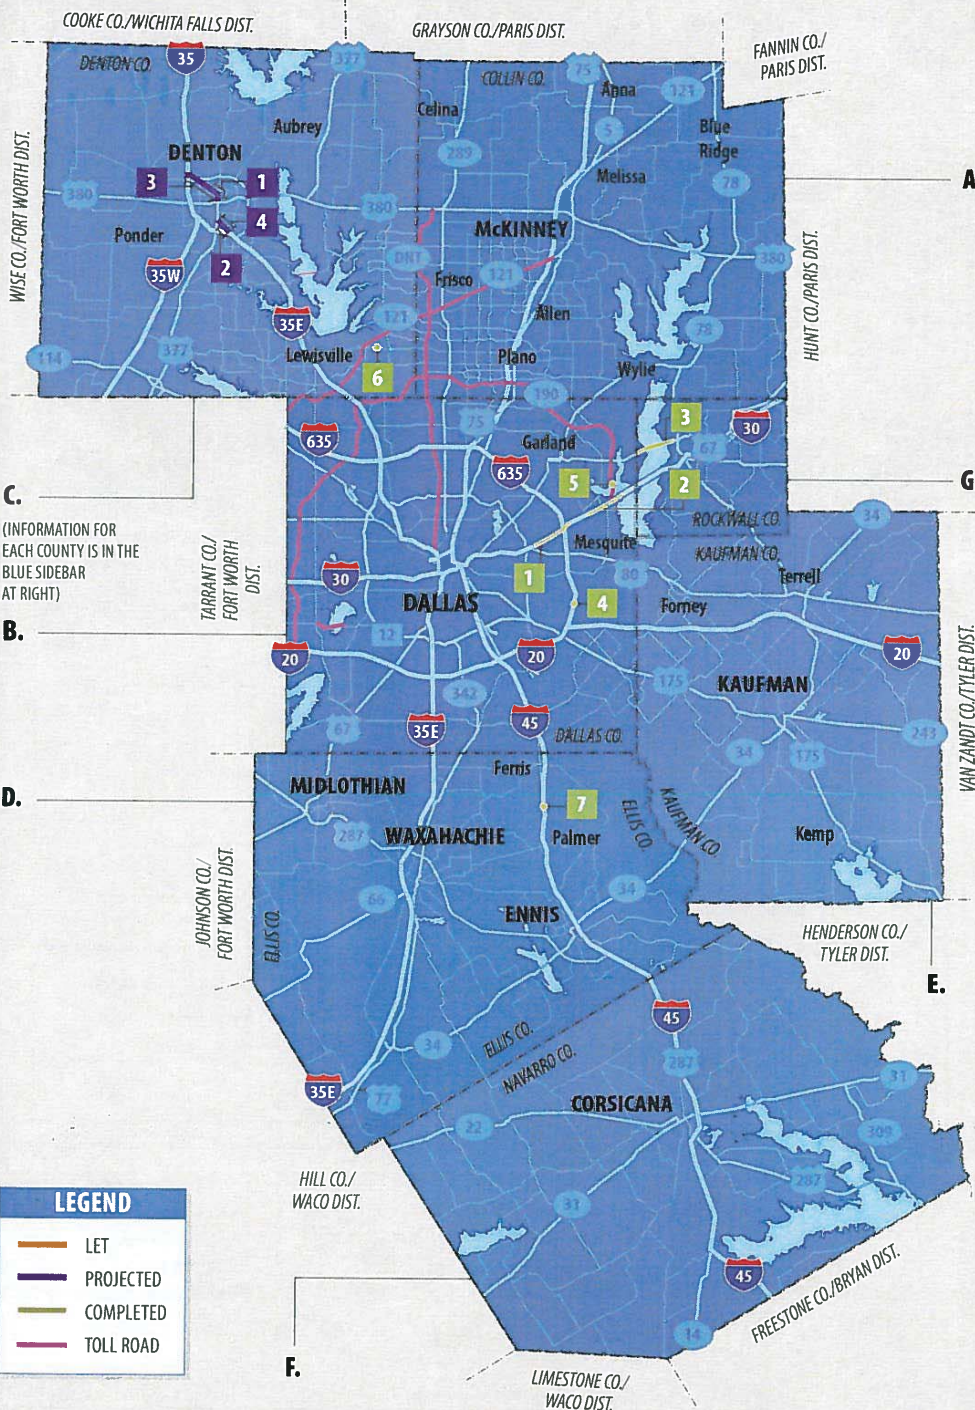 COOKE CO./WICHITA FALLS DIST.
GRAYSON CO./PARIS DIST.
FANNIN CO./
PARIS DIST.
DENTON CO.
35
377
COLLIN CO.
75
Anna
121
Celina
Aubrey
5
Blue
Ridge
DENTON
289
Melissa
78
A
3
1
380
380
4
McKINNEY
Ponder
WISE CO./FORT WORTH DIST.
HUNT CO./PARIS DIST.
2
35W
DNT
Frisco
121
380
35E
121
Allen
78
114
377
Lewisville
Plano
Wylie
6
190
3
75
30
635
Garland
67
635
C.
5
2
G
(INFORMATION FOR
EACH COUNTY IS IN THE
BLUE SIDEBAR
AT RIGHT)
ROCKWALL CO.
34
TARRANT CO./
FORT WORTH
DIST.
Mesquite
KAUFMAN CO.
30
1
80
Terrell
DALLAS
4
Forney
B.
12
20
20
20
VAN ZANDT CO./TYLER DIST.
342
175
KAUFMAN
67
35E
45
DALLAS CO.
243
34
175
Ferris
MIDLOTHIAN
D.
7
287
WAXAHACHIE
Palmer
ELLIS CO.
KAUFMAN CO.
Kemp
JOHNSON CO./
FORT WORTH DIST.
66
34
ELLIS CO.
ENNIS
HENDERSON CO./
TYLER DIST.
E.
45
34
ELLIS CO.
NAVARRO CO.
287
31
35E
77
CORSICANA
22
309
HILL CO./
WACO DIST.
287
LEGEND
LET
PROJECTED
COMPLETED
TOLL ROAD
31
45
FREESTONE CO./BRYAN DIST.
14
F.
LIMESTONE CO./
WACO DIST.